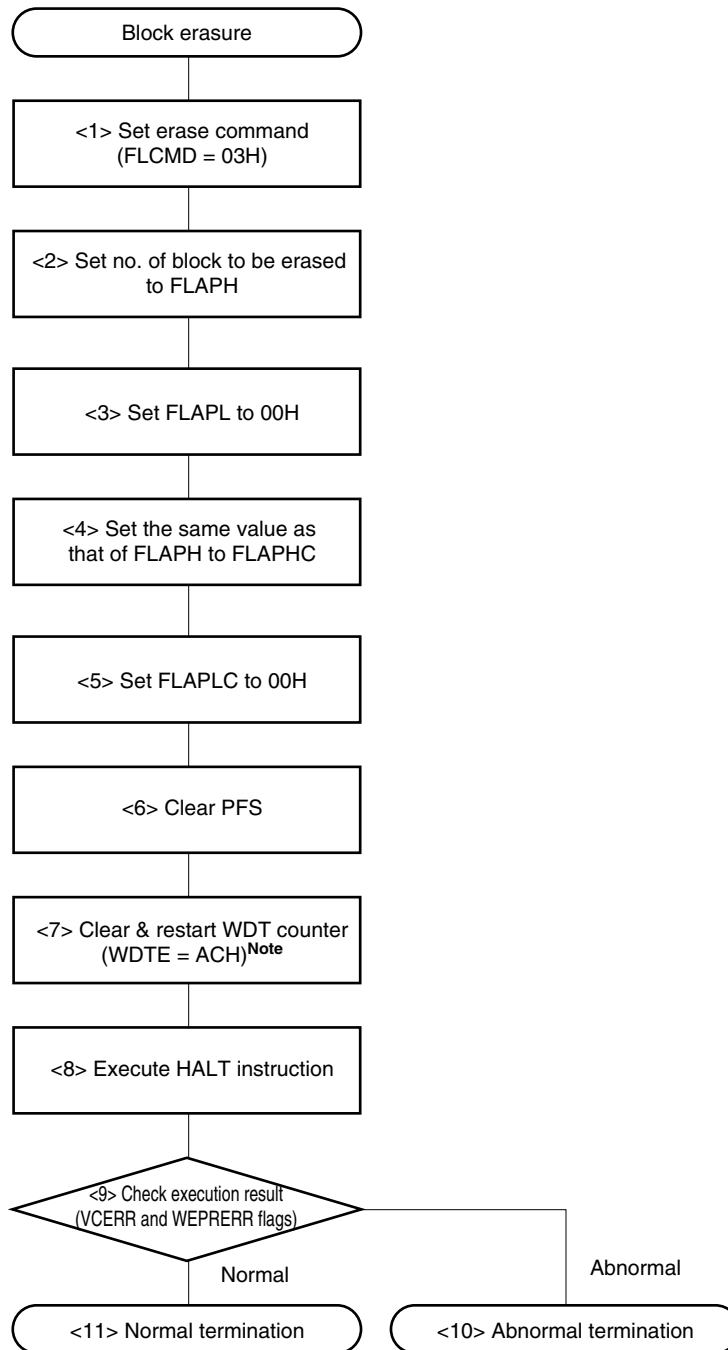 Block erasure
<1> Set erase command
(FLCMD = 03H)
<2> Set no. of block to be erased
to FLAPH
<3> Set FLAPL to 00H
<4> Set the same value as
that of FLAPH to FLAPHC
<5> Set FLAPLC to 00H
<6> Clear PFS
<7> Clear & restart WDT counter
(WDTE = ACH)Note
<8> Execute HALT instruction
<9> Check execution result
(VCERR and WEPRERR flags)
Normal
Abnormal
<11> Normal termination
<10> Abnormal termination